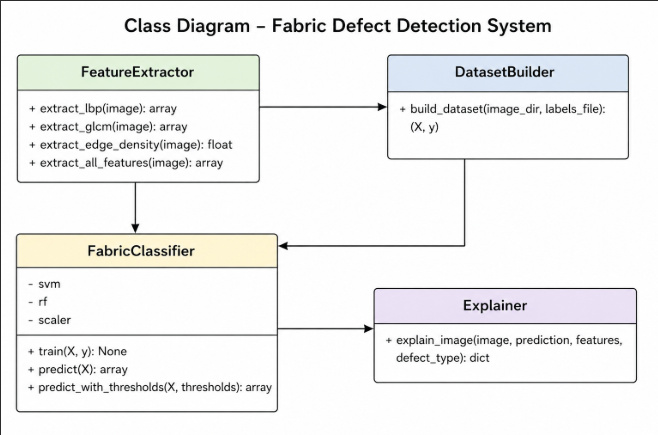 Class Diagram – Fabric Defect Detection System
FeatureExtractor
+ extract_lbp(image): array
+ extract_glcm(image): array
+ extract_edge_density(image): float
+ extract_all_features(image): array
DatasetBuilder
+ build_dataset(image_dir, labels_file):
(X, y)
FabricClassifier
- svm
- rf
- scaler
+ train(X, y): None
+ predict(X): array
+ predict_with_thresholds(X, thresholds): array
Explainer
+ explain_image(image, prediction, features,
defect_type): dict